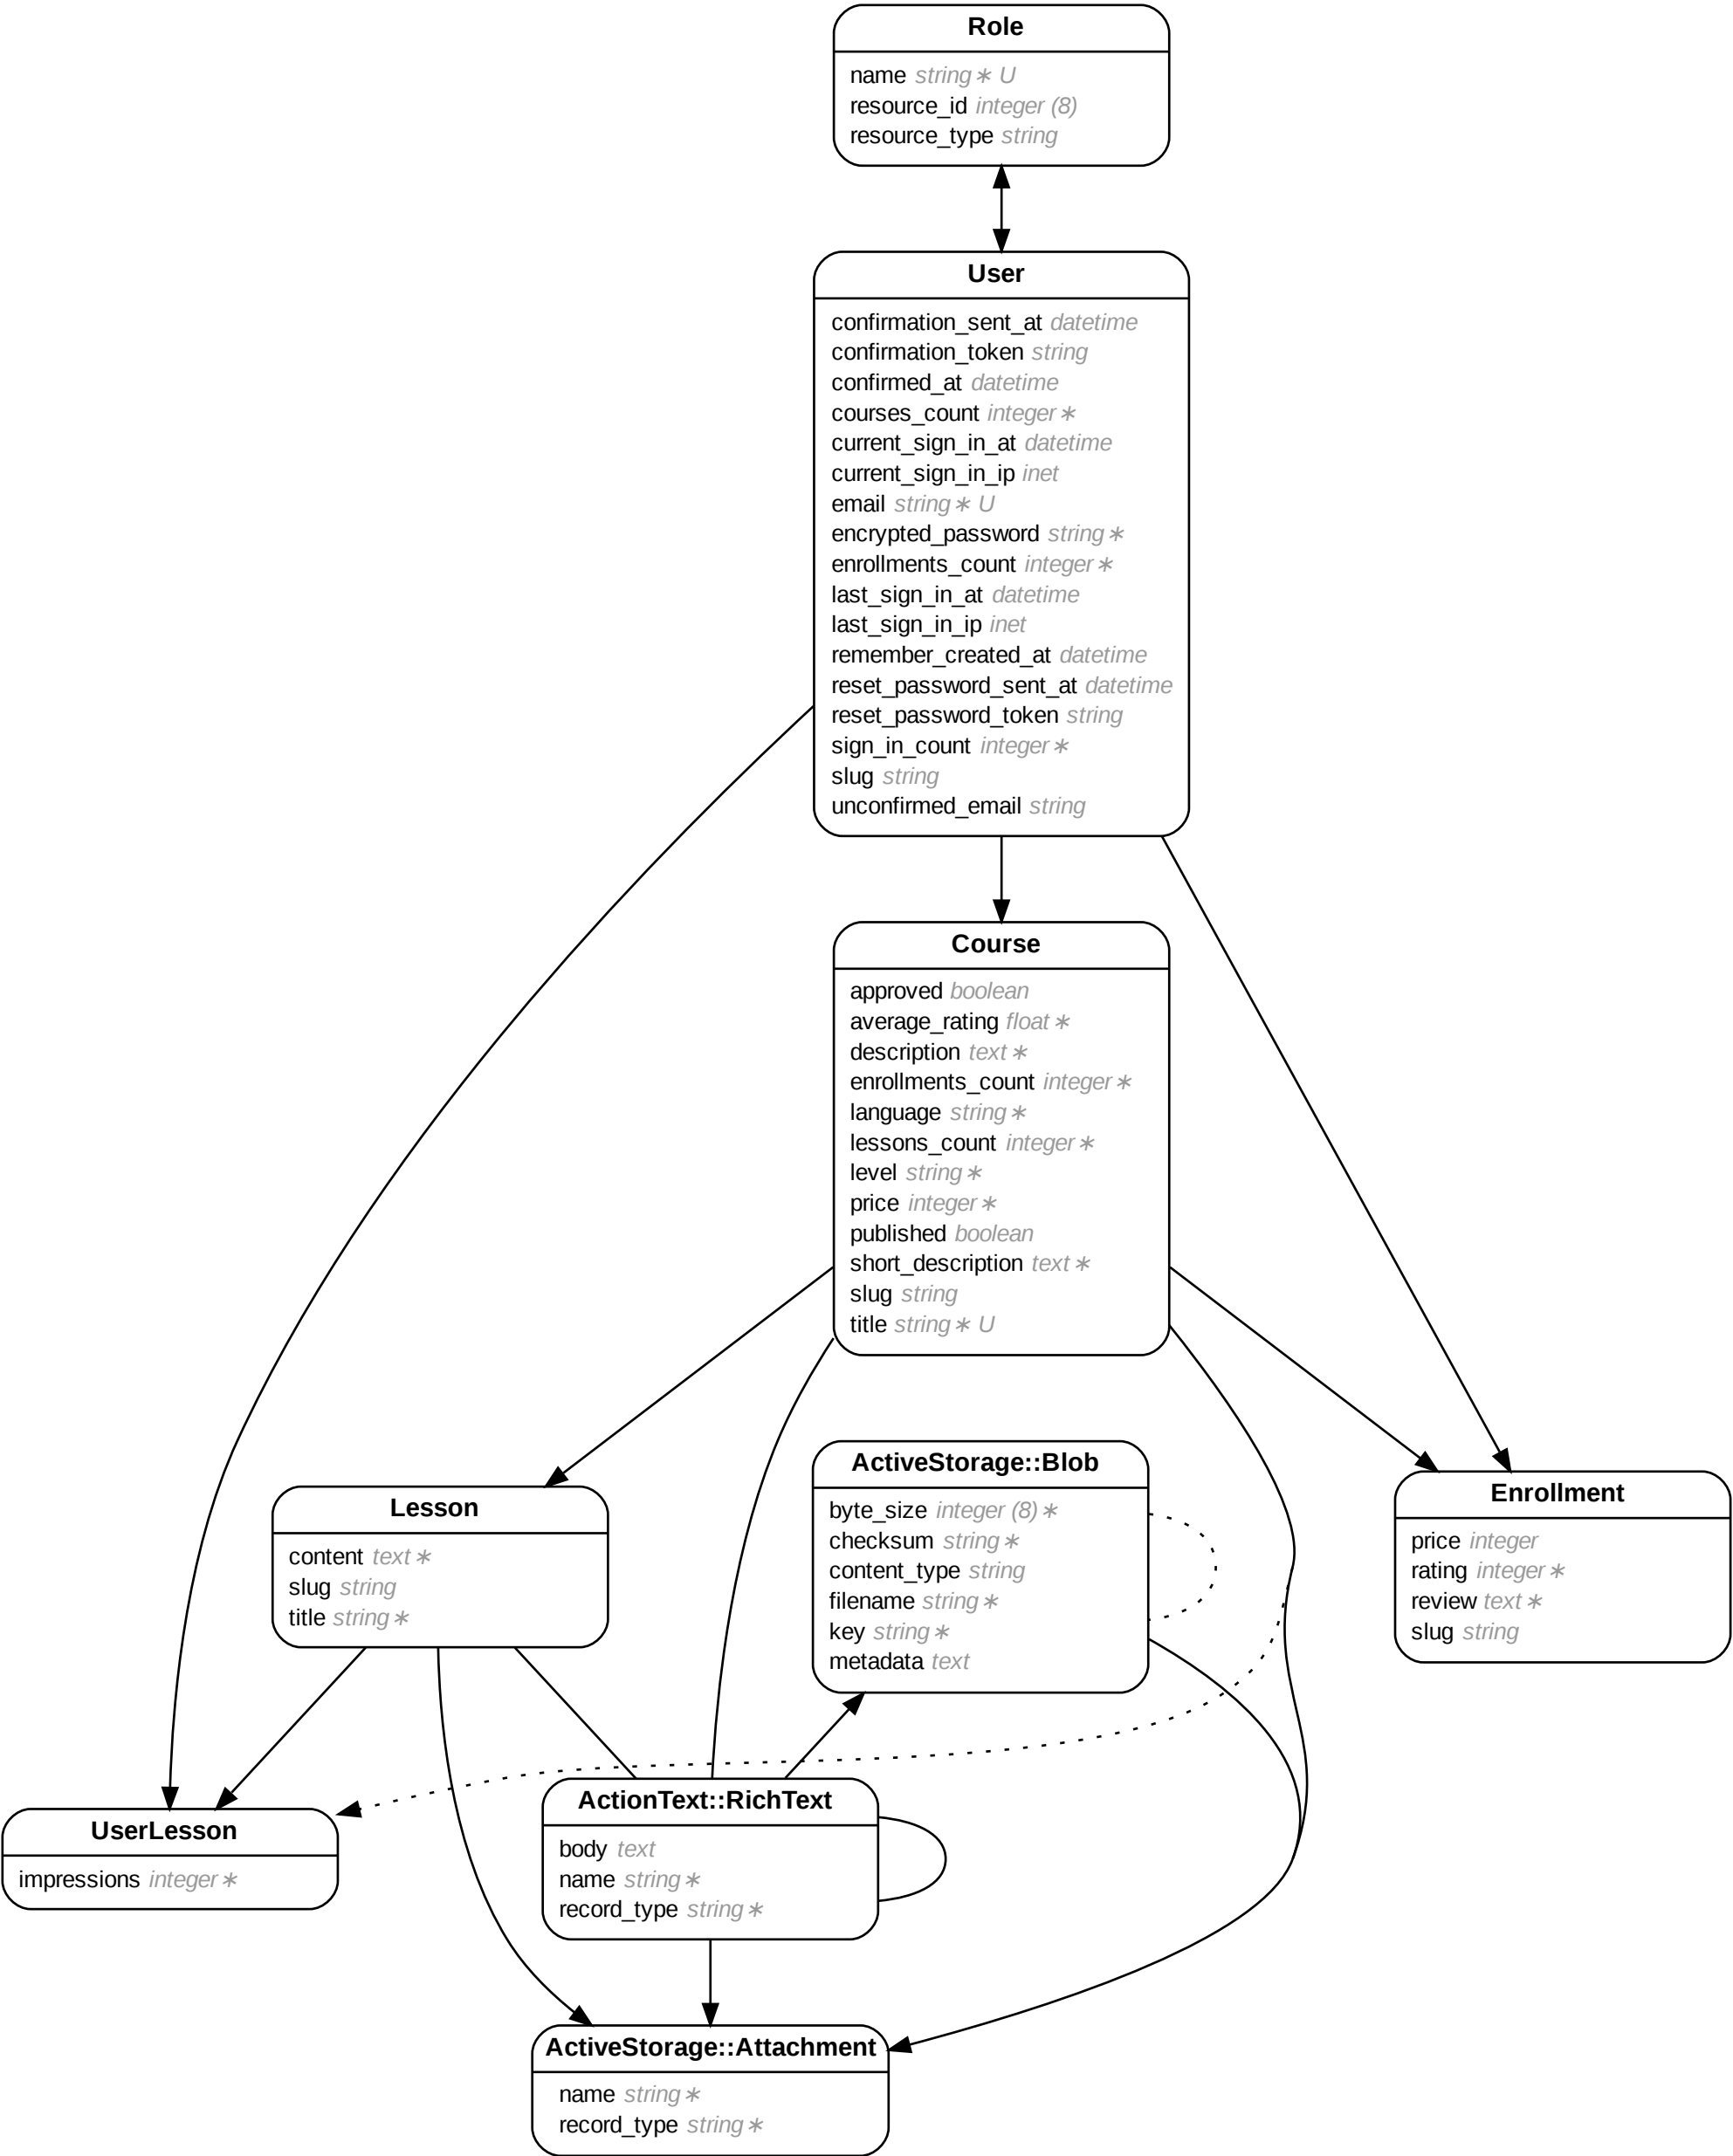 Role
name string∗ U
resource_id integer (8)
resource_type string
User
confirmation_sent_at datetime
confirmation_token string
confirmed_at datetime
courses_count integer∗
current_sign_in_at datetime
current_sign_in_ip inet
email string∗ U
encrypted_password string∗
enrollments_count integer∗
last_sign_in_at datetime
last_sign_in_ip inet
remember_created_at datetime
reset_password_sent_at datetime
reset_password_token string
sign_in_count integer∗
slug string
unconfirmed_email string
Course
approved boolean
average_rating float∗
description text∗
enrollments_count integer∗
language string∗
lessons_count integer∗
level string∗
price integer∗
published boolean
short_description text∗
slug string
title string∗ U
Lesson
content text∗
slug string
title string∗
ActiveStorage::Blob
byte_size integer (8)∗
checksum string∗
content_type string
filename string∗
key string∗
metadata text
Enrollment
price integer
rating integer∗
review text∗
slug string
UserLesson
impressions integer∗
ActionText::RichText
body text
name string∗
record_type string∗
ActiveStorage::Attachment
name string∗
record_type string∗